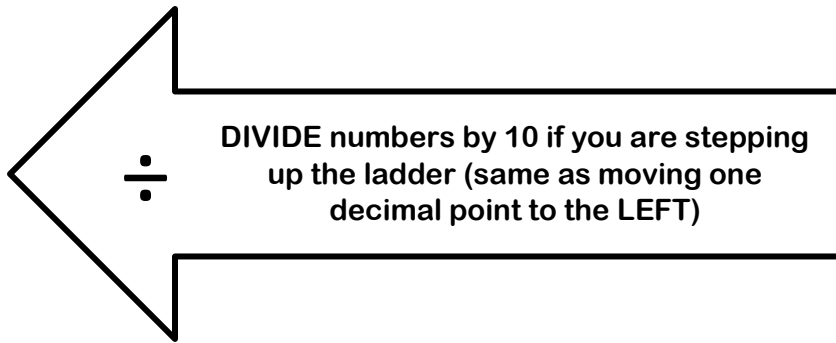 DIVIDE numbers by 10 if you are stepping
up the ladder (same as moving one
decimal point to the LEFT)
÷